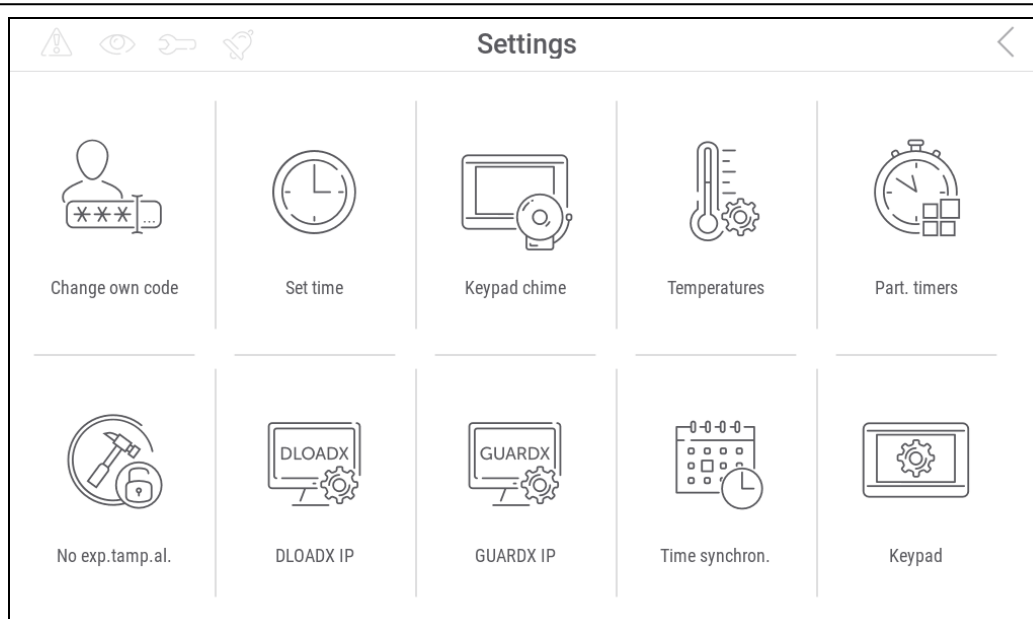 Settings
***
...
Change own code
Set time
Keypad chime
Temperatures
Part. timers
DLOADX
GUARDX
No exp.tamp.al.
DLOADX IP
GUARDX IP
Time synchron.
Keypad